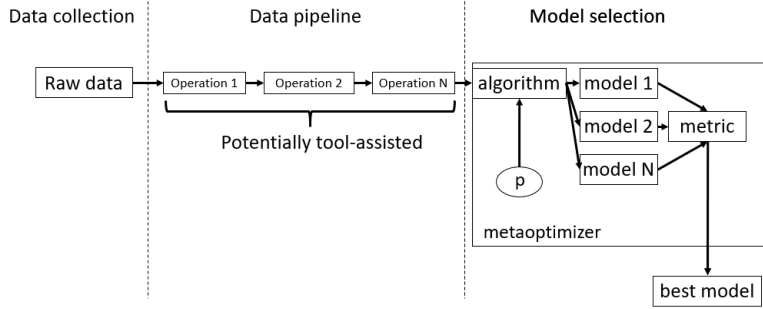 Data collection
Data pipeline
Model selection
Raw data
Operation 1
Operation 2
Operation N
algorithm
model 1
model 2
model N
metric
Potentially tool-assisted
p
metaoptimizer
best model